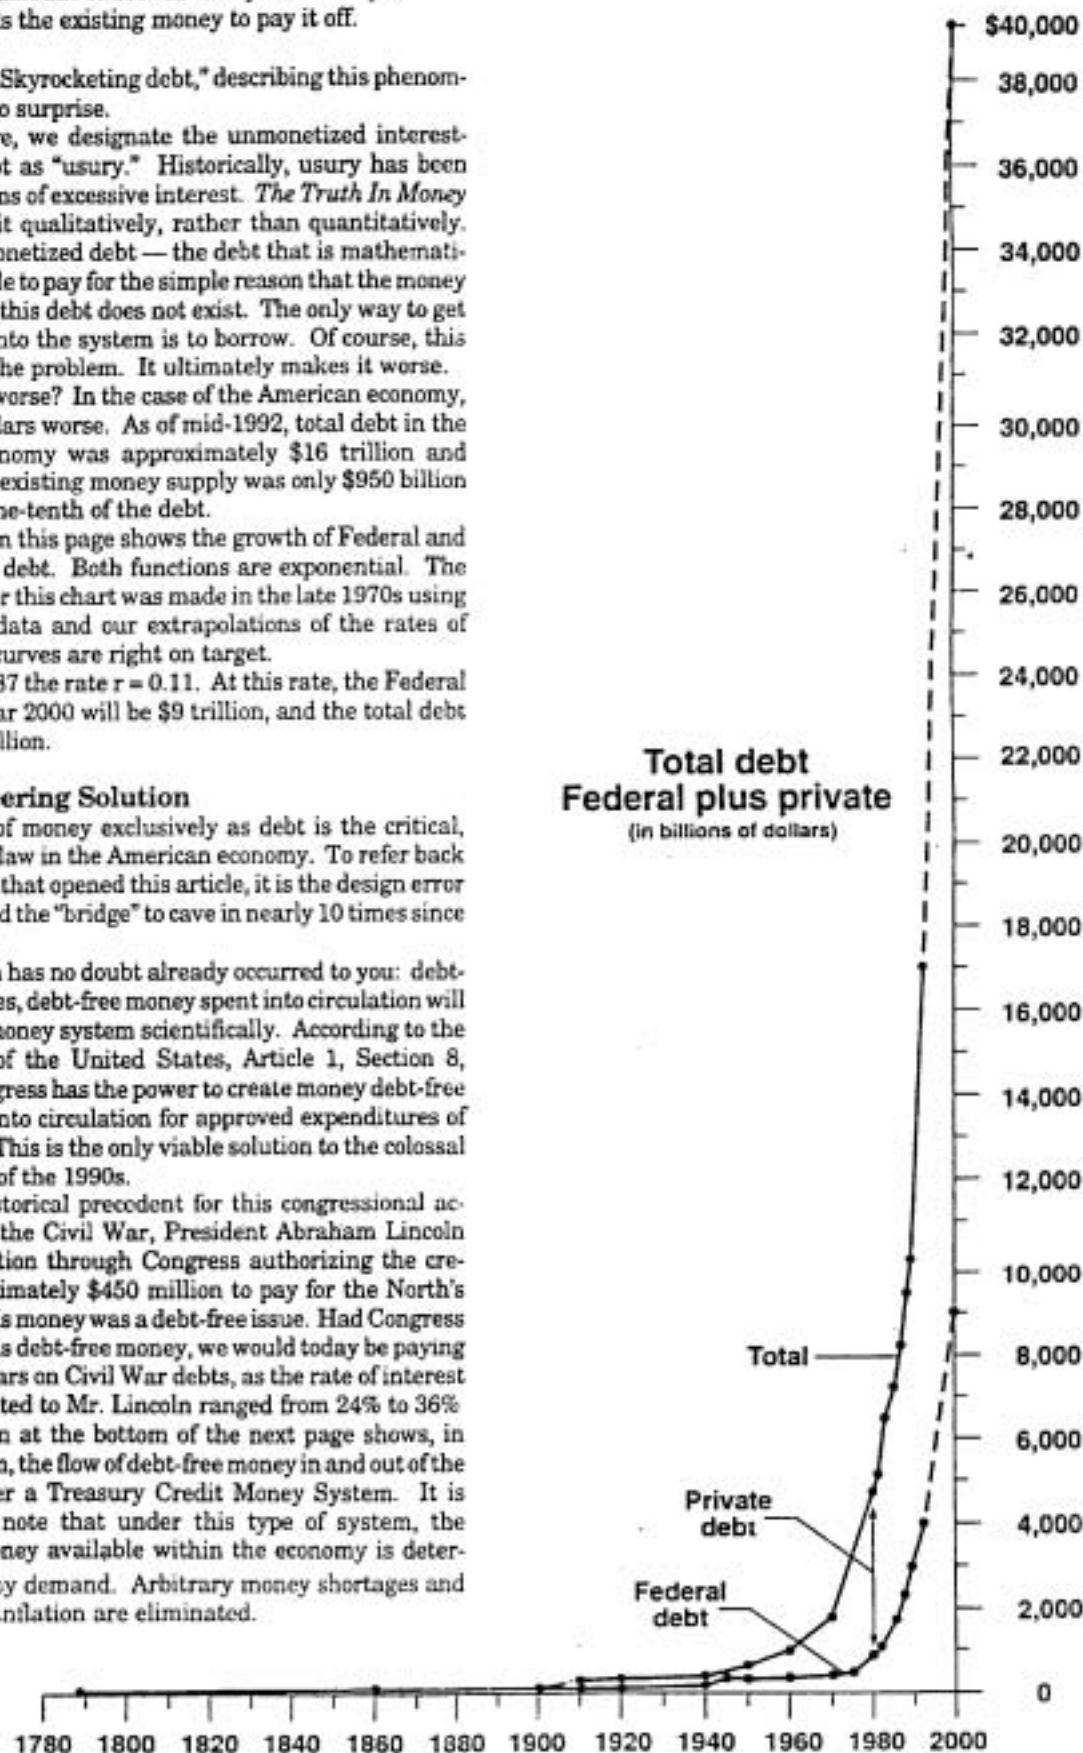 s the existing money to pay it off.
Skyrocketing debt," describing this phenom-
o surprise.
e, we designate the unmonetized interest-
ot as "usury." Historically, usury has been
ns of excessive interest. The Truth In Money
it qualitatively, rather than quantitatively.
onetized debt — the debt that is mathemati-
le to pay for the simple reason that the money
this debt does not exist. The only way to get
nto the system is to borrow. Of course, this
he problem. It ultimately makes it worse.
worse? In the case of the American economy,
lars worse. As of mid-1992, total debt in the
nomy was approximately $16 trillion and
existing money supply was only $950 billion
ne-tenth of the debt.
n this page shows the growth of Federal and
debt. Both functions are exponential. The
r this chart was made in the late 1970s using
data and our extrapolations of the rates of
curves are right on target.
87 the rate r = 0.11. At this rate, the Federal
ar 2000 will be $9 trillion, and the total debt
llion.
ering Solution
of money exclusively as debt is the critical,
law in the American economy. To refer back
that opened this article, it is the design error
d the "bridge" to cave in nearly 10 times since
n has no doubt already occurred to you: debt-
es, debt-free money spent into circulation will
noney system scientifically. According to the
of the United States, Article 1, Section 8,
gress has the power to create money debt-free
nto circulation for approved expenditures of
This is the only viable solution to the colossal
of the 1990s.
storical precedent for this congressional ac-
the Civil War, President Abraham Lincoln
tion through Congress authorizing the cre-
ximately $450 million to pay for the North's
is money was a debt-free issue. Had Congress
is debt-free money, we would today be paying
ars on Civil War debts, as the rate of interest
ted to Mr. Lincoln ranged from 24% to 36%
n at the bottom of the next page shows, in
n, the flow of debt-free money in and out of the
er a Treasury Credit Money System. It is
note that under this type of system, the
oney available within the economy is deter-
by demand. Arbitrary money shortages and
anilation are eliminated.
Total debt
Federal plus private
(in billions of dollars)
Total
Private
debt
Federal
debt
$40,000
38,000
36,000
34,000
32,000
30,000
28,000
26,000
24,000
22,000
20,000
18,000
16,000
14,000
12,000
10,000
8,000
6,000
4,000
2,000
0
1780 1800 1820 1840 1860 1880 1900 1920 1940 1960 1980 2000